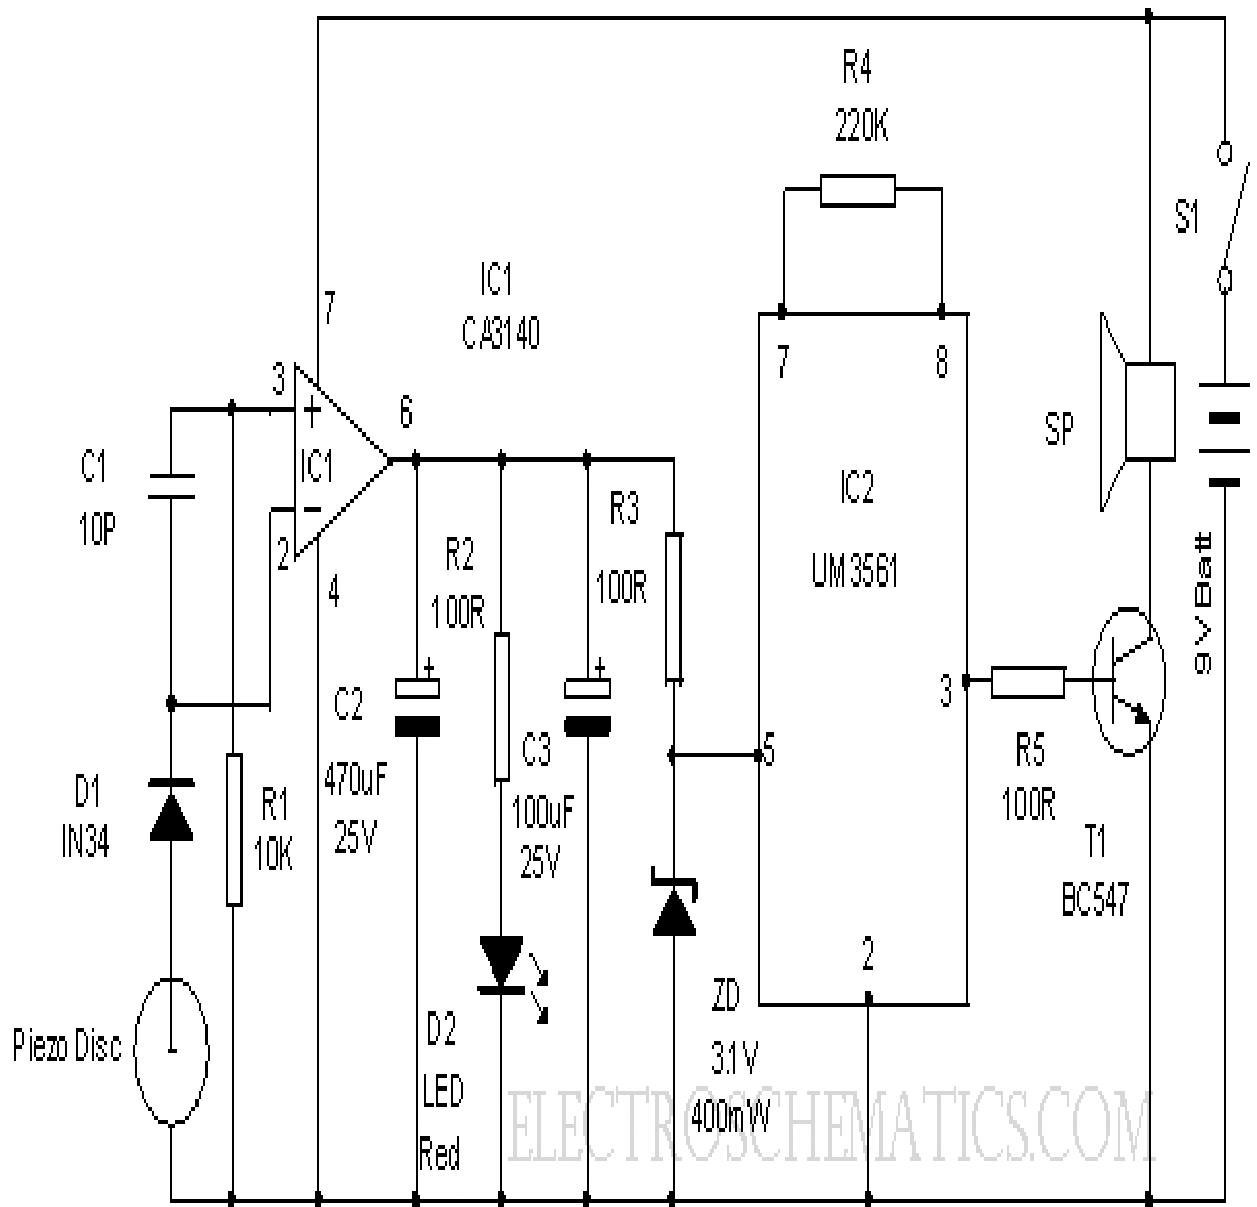 R4
220K
S1
IC1
CA3140
7
3
+
6
7
8
C1
10P
IC1
SP
IC2
UM3561
R3
100R
2
4
R2
100R
9V Batt
+
+
C2
470uF
25V
3
R5
100R
5
C3
100uF
25V
D1
IN34
R1
10K
T1
BC547
2
ZD
3.1V
400mW
Piezo Disc
D2
LED
Red
ELECTROSCHEMATICS.COM